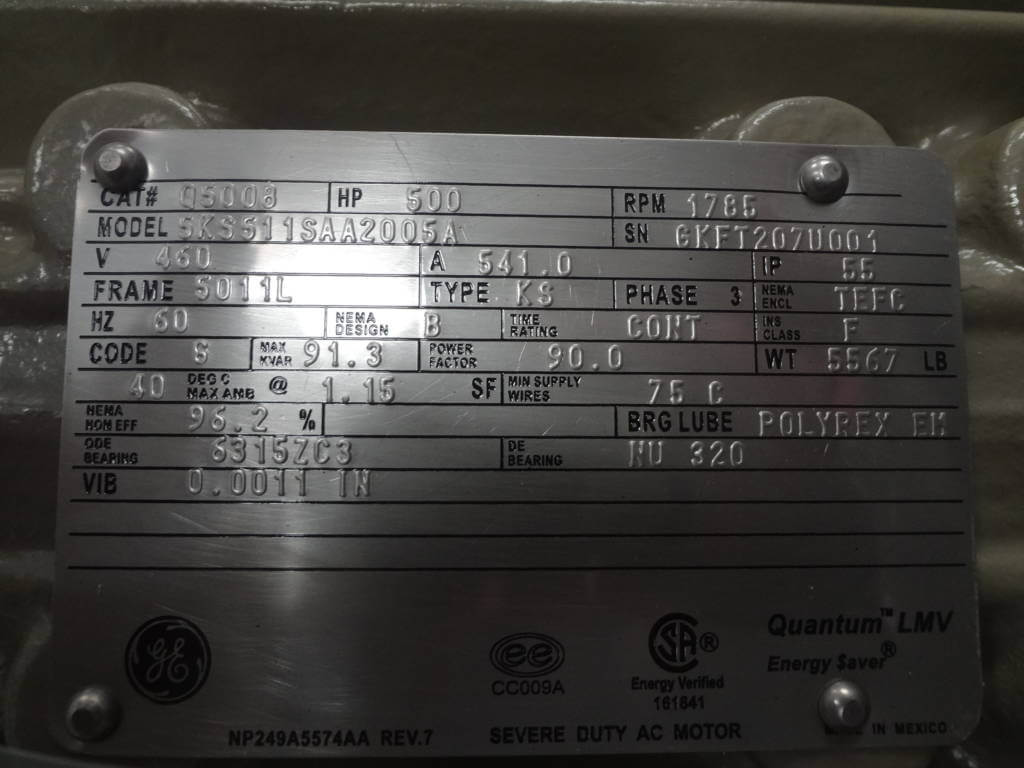 CAT# Q5008 HP 500 RPM 1785
MODEL 5KS511SAA2005A SN GKFT207U001
V 460 A 541.0 IP 55
FRAME 5011L TYPE KS PHASE 3 NEMA ENCL TEFC
HZ 60 NEMA DESIGN B TIME RATING CONT INS CLASS F
CODE G MAX KVAR 91.3 POWER FACTOR 90.0 WT 5567 LB
40 DEG C MAX AMB @ 1.15 SF MIN SUPPLY WIRES 75 C
NEMA NOM EFF 96.2 % BRG LUBE POLYREX EM
ODE BEARING 6315ZC3 DE BEARING NU 320
VIB 0.0011 IN
GE
ee
CC009A
SA®
Energy Verified
161841
Quantum™ LMV
Energy $aver®
NP249A5574AA REV.7 SEVERE DUTY AC MOTOR MADE IN MEXICO